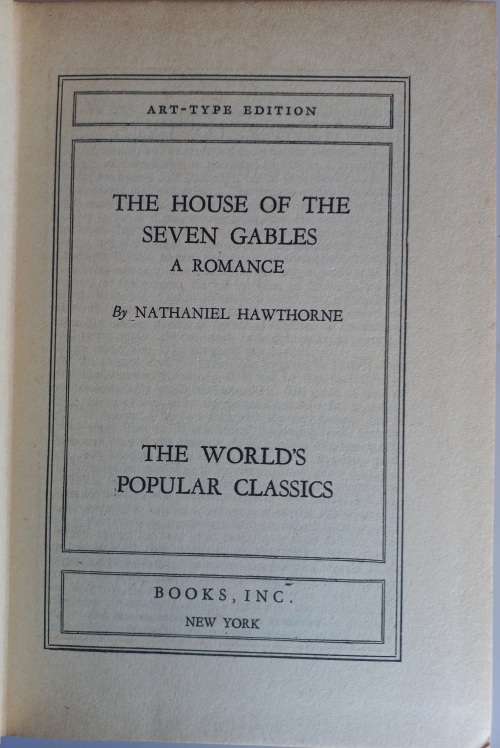 ART-TYPE EDITION
THE HOUSE OF THE
SEVEN GABLES
A ROMANCE
By NATHANIEL HAWTHORNE
THE WORLD'S
POPULAR CLASSICS
BOOKS, INC.
NEW YORK